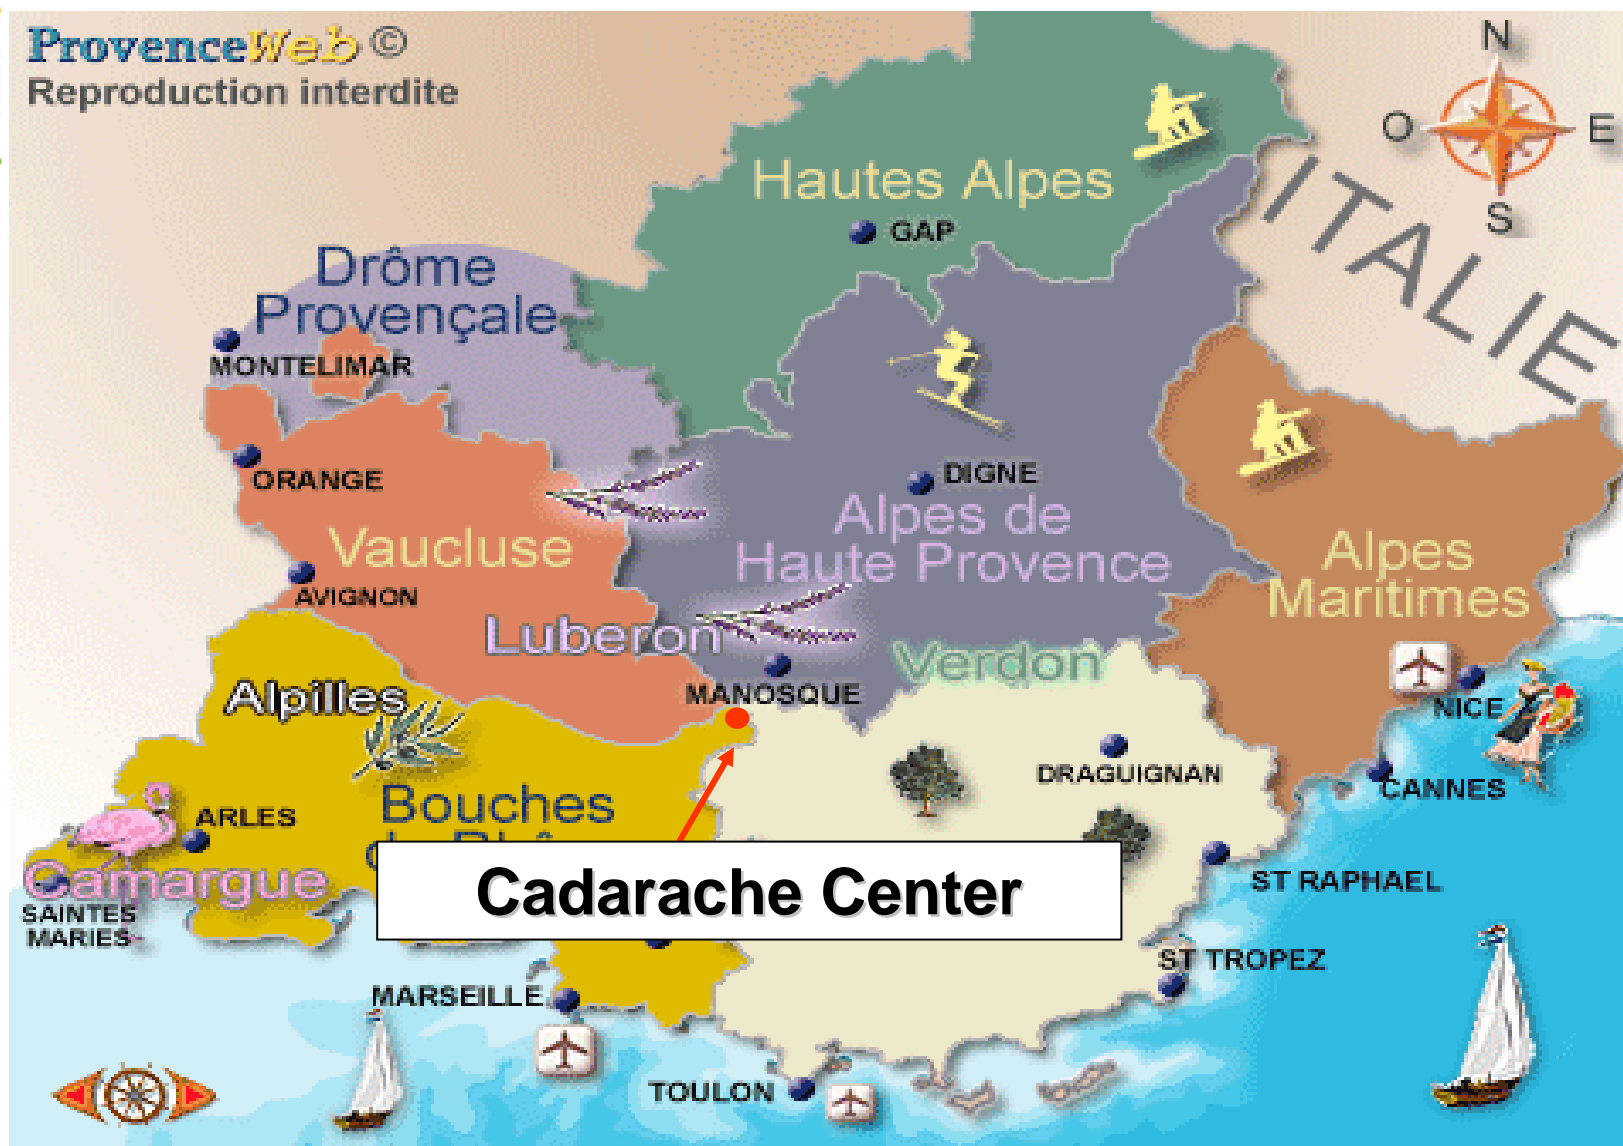 ProvenceWeb ©
Reproduction interdite
N
O
E
S
ITALIE
Hautes Alpes
GAP
Drôme
Provençale
MONTELIMAR
ORANGE
DIGNE
Vaucluse
Alpes de
Haute Provence
Alpes
Maritimes
AVIGNON
Luberon
Verdon
MANOSQUE
Alpilles
NICE
DRAGUIGNAN
CANNES
Bouches
ARLES
Camargue
SAINTES
MARIES
Cadarache Center
ST RAPHAEL
ST TROPEZ
MARSEILLE
TOULON